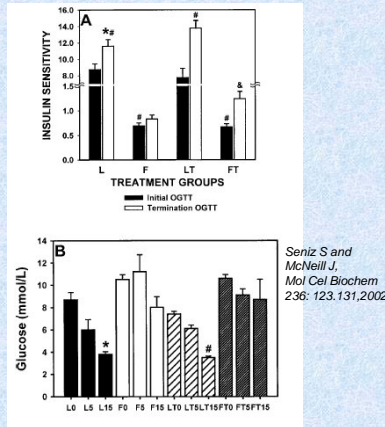 A
16.0
14.0
12.0
10.0
8.0
1.5
1.0
0.5
0.0
INSULIN SENSITIVITY
*#
#
#
#
&
L F LT FT
TREATMENT GROUPS
Initial OGTT
Termination OGTT
B
14
12
10
8
6
4
2
0
Glucose (mmol/L)
*
#
L0 L5 L15 F0 F5 F15 LT0 LT5 LT15 FT0 FT5 FT15
Seniz S and
McNeill J,
Mol Cel Biochem
236: 123.131,2002